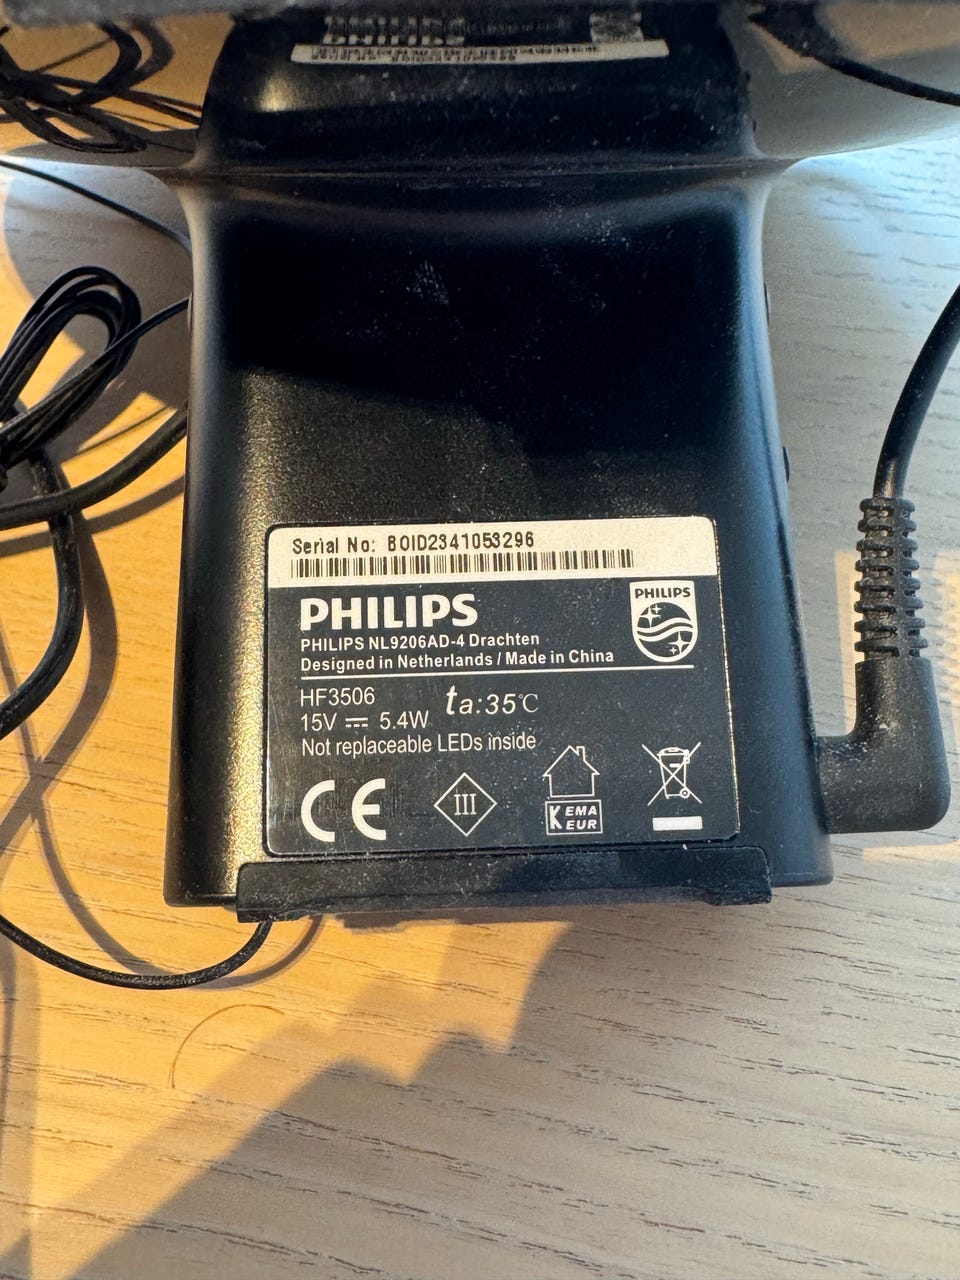 Serial No: BOID2341053296
PHILIPS
PHILIPS
PHILIPS NL9206AD-4 Drachten
Designed in Netherlands / Made in China
HF3506
ta:35℃
15V ⎓ 5.4W
Not replaceable LEDs inside
CE
III
KEMA
EUR